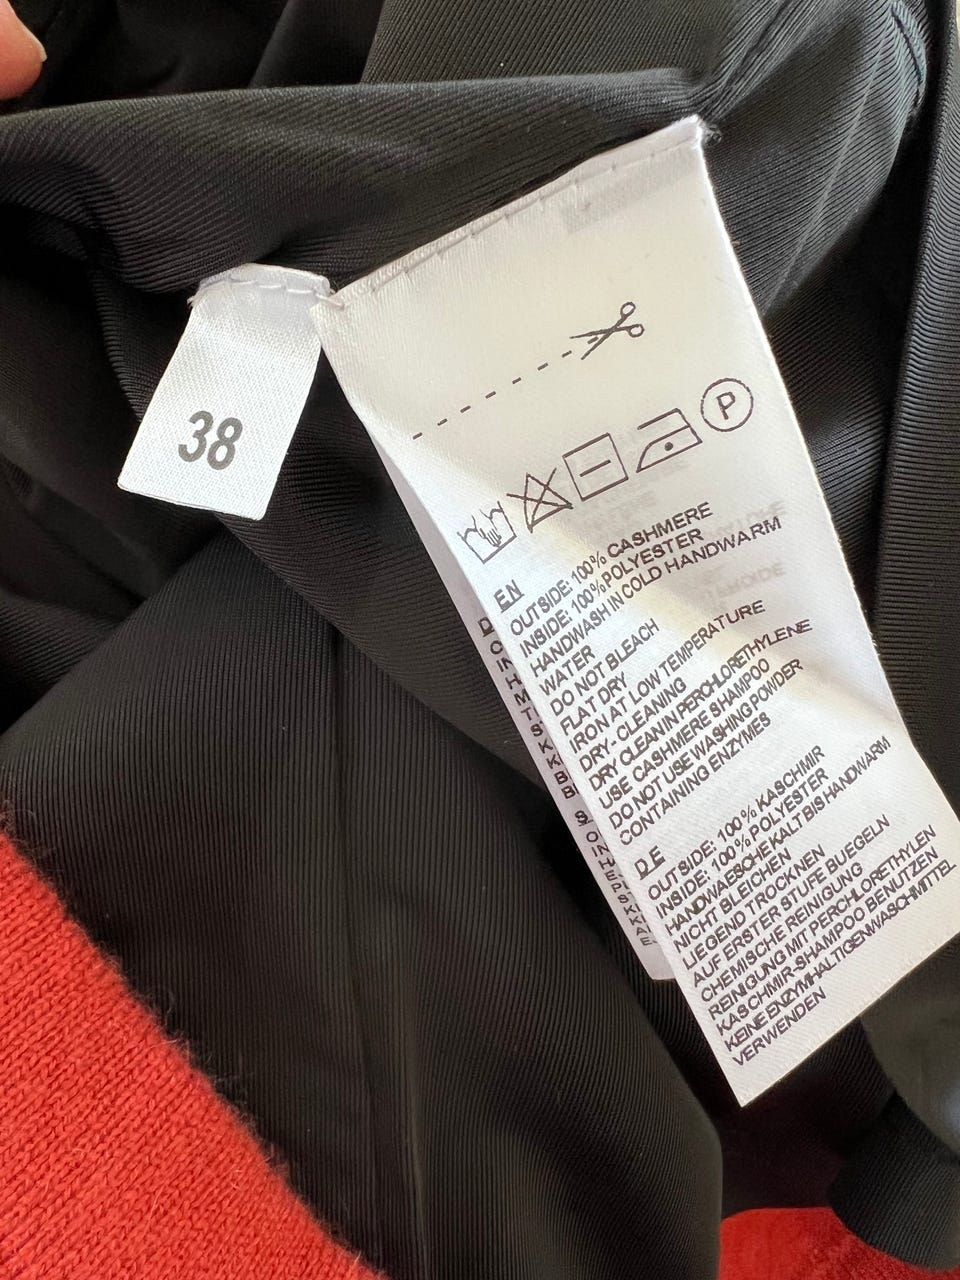 38
P
EN
OUTSIDE: 100% CASHMERE
INSIDE: 100% POLYESTER
HANDWASH IN COLD HANDWARM
WATER
DO NOT BLEACH
FLAT DRY
IRON AT LOW TEMPERATURE
DRY - CLEANING
DRY CLEAN IN PERCHLORETHYLENE
USE CASHMERE SHAMPOO
DO NOT USE WASHING POWDER
CONTAINING ENZYMES
DE
OUTSIDE: 100% KASCHMIR
INSIDE: 100% POLYESTER
HANDWAESCHE KALT BIS HANDWARM
NICHT BLEICHEN
LIEGEND TROCKNEN
AUF ERSTER STUFE BUEGELN
CHEMISCHE REINIGUNG
REINIGUNG MIT PERCHLORETHYLEN
KASCHMIR-SHAMPOO BENUTZEN
KEINE ENZYMHALTIGENWASCHMITTEL
VERWENDEN